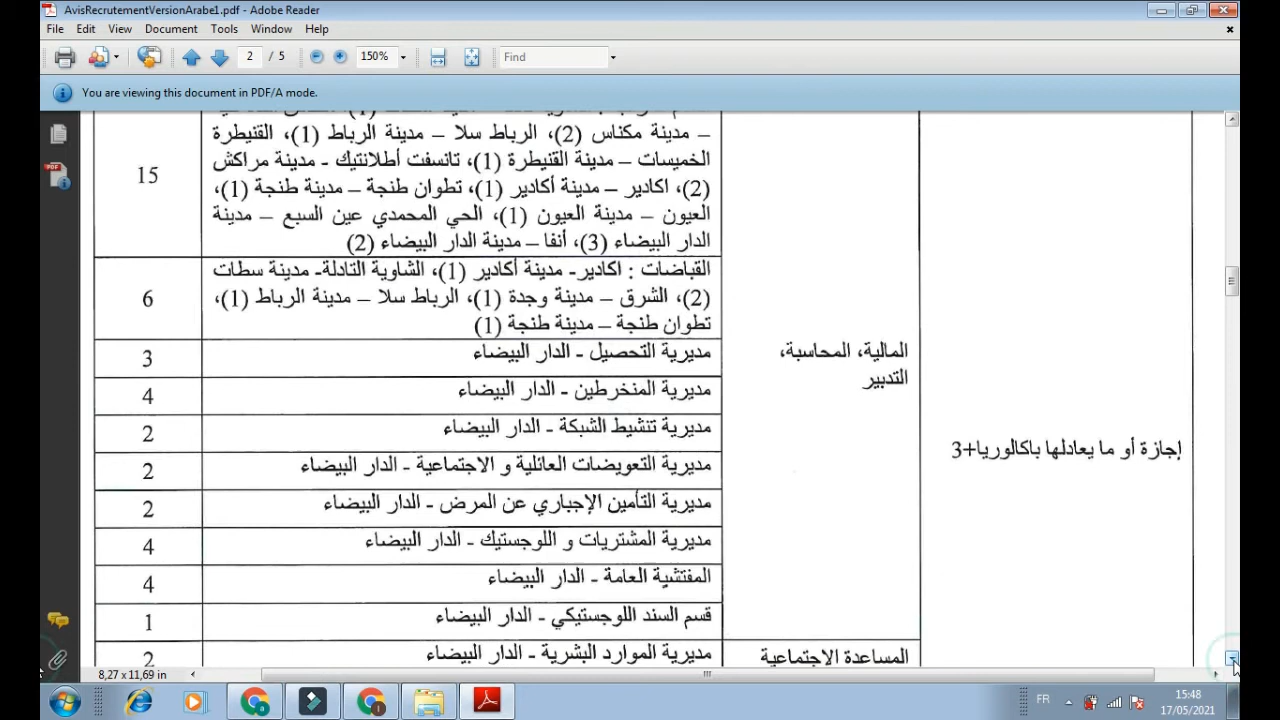 AvisRecrutementVersionArabe1.pdf - Adobe Reader
File Edit View Document Tools Window Help
2 / 5 150% Find
You are viewing this document in PDF/A mode.
– مدينة مكناس (2)، الرباط سلا – مدينة الرباط (1)، القنيطرة
الخميسات – مدينة القنيطرة (1)، تانسفت أطلانتيك - مدينة مراكش
15
(2)، اكادير – مدينة أكادير (1)، تطوان طنجة – مدينة طنجة (1)،
العيون – مدينة العيون (1)، الحي المحمدي عين السبع – مدينة
الدار البيضاء (3)، أنفا – مدينة الدار البيضاء (2)
القباضات : اكادير- مدينة أكادير (1)، الشاوية التادلة- مدينة سطات
(2)، الشرق – مدينة وجدة (1)، الرباط سلا – مدينة الرباط (1)،
6
تطوان طنجة – مدينة طنجة (1)
المالية، المحاسبة،
التدبير
مديرية التحصيل - الدار البيضاء 3
مديرية المنخرطين - الدار البيضاء 4
مديرية تنشيط الشبكة - الدار البيضاء 2
إجازة أو ما يعادلها باكالوريا+3
مديرية التعويضات العائلية و الاجتماعية - الدار البيضاء 2
مديرية التأمين الإجباري عن المرض - الدار البيضاء 2
مديرية المشتريات و اللوجستيك - الدار البيضاء 4
المفتشية العامة - الدار البيضاء 4
قسم السند اللوجستيكي - الدار البيضاء 1
المساعدة الاجتماعية مديرية الموارد البشرية - الدار البيضاء 2
8,27 x 11,69 in
FR 15:48
17/05/2021